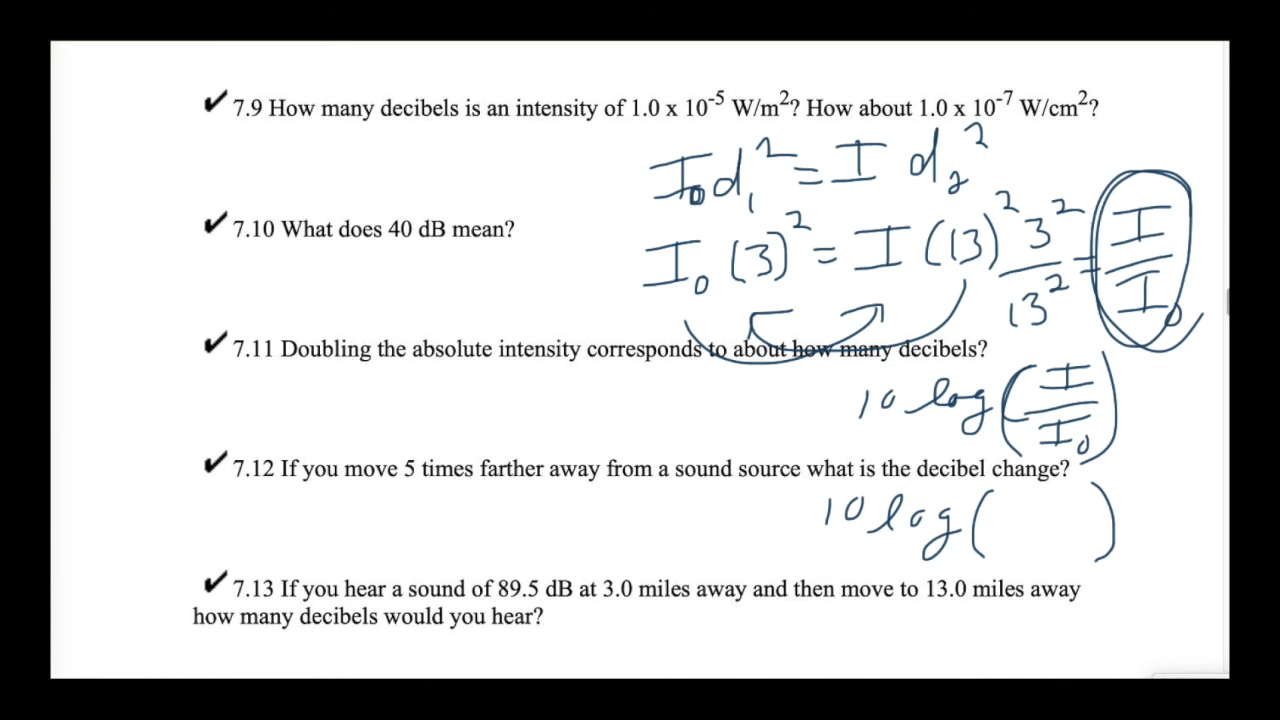 ✔ 7.9 How many decibels is an intensity of 1.0 x 10⁻⁵ W/m²? How about 1.0 x 10⁻⁷ W/cm²?
I₀d₁² = I d₂²
✔ 7.10 What does 40 dB mean?
I₀(3)² = I(13)² 3²/13² = I/I₀
✔ 7.11 Doubling the absolute intensity corresponds to about how many decibels?
10 log(I/I₀)
✔ 7.12 If you move 5 times farther away from a sound source what is the decibel change?
10 log( )
✔ 7.13 If you hear a sound of 89.5 dB at 3.0 miles away and then move to 13.0 miles away
how many decibels would you hear?